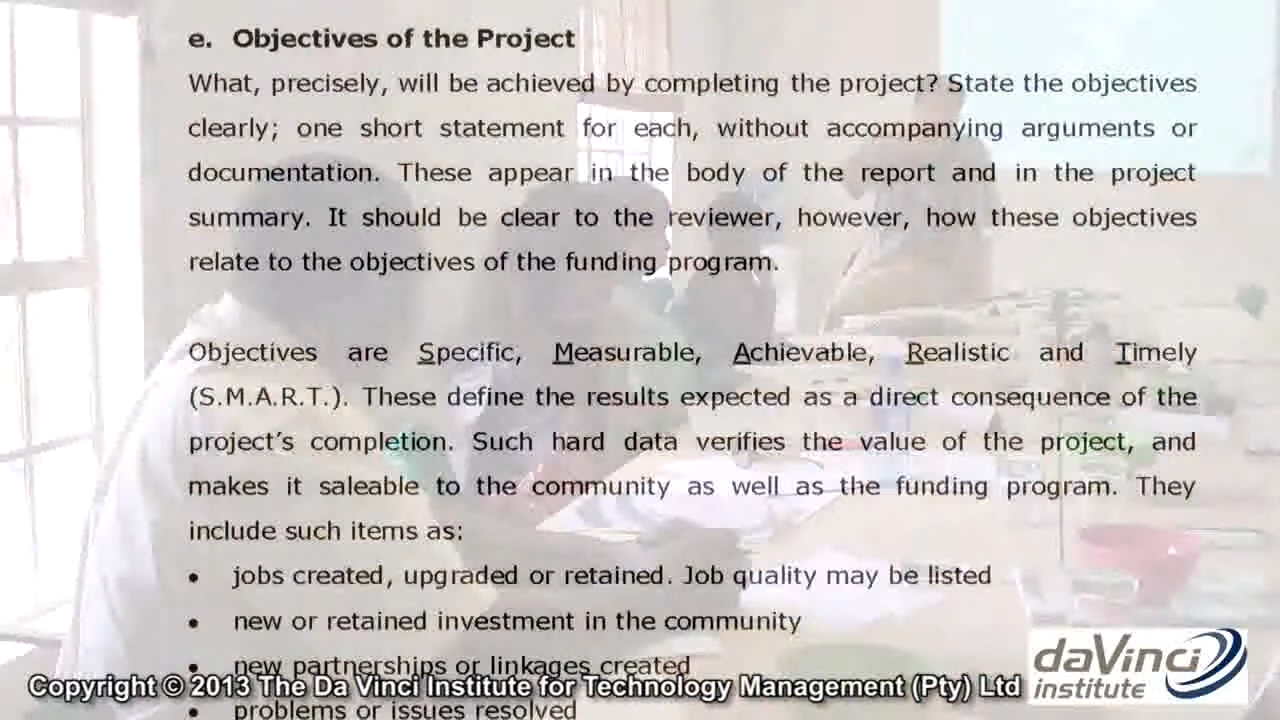 e. Objectives of the Project
What, precisely, will be achieved by completing the project? State the objectives
clearly; one short statement for each, without accompanying arguments or
documentation. These appear in the body of the report and in the project
summary. It should be clear to the reviewer, however, how these objectives
relate to the objectives of the funding program.
Objectives are Specific, Measurable, Achievable, Realistic and Timely
(S.M.A.R.T.). These define the results expected as a direct consequence of the
project's completion. Such hard data verifies the value of the project, and
makes it saleable to the community as well as the funding program. They
include such items as:
• jobs created, upgraded or retained. Job quality may be listed
• new or retained investment in the community
• new partnerships or linkages created
• problems or issues resolved
Copyright © 2013 The Da Vinci Institute for Technology Management (Pty) Ltd
daVinci
institute